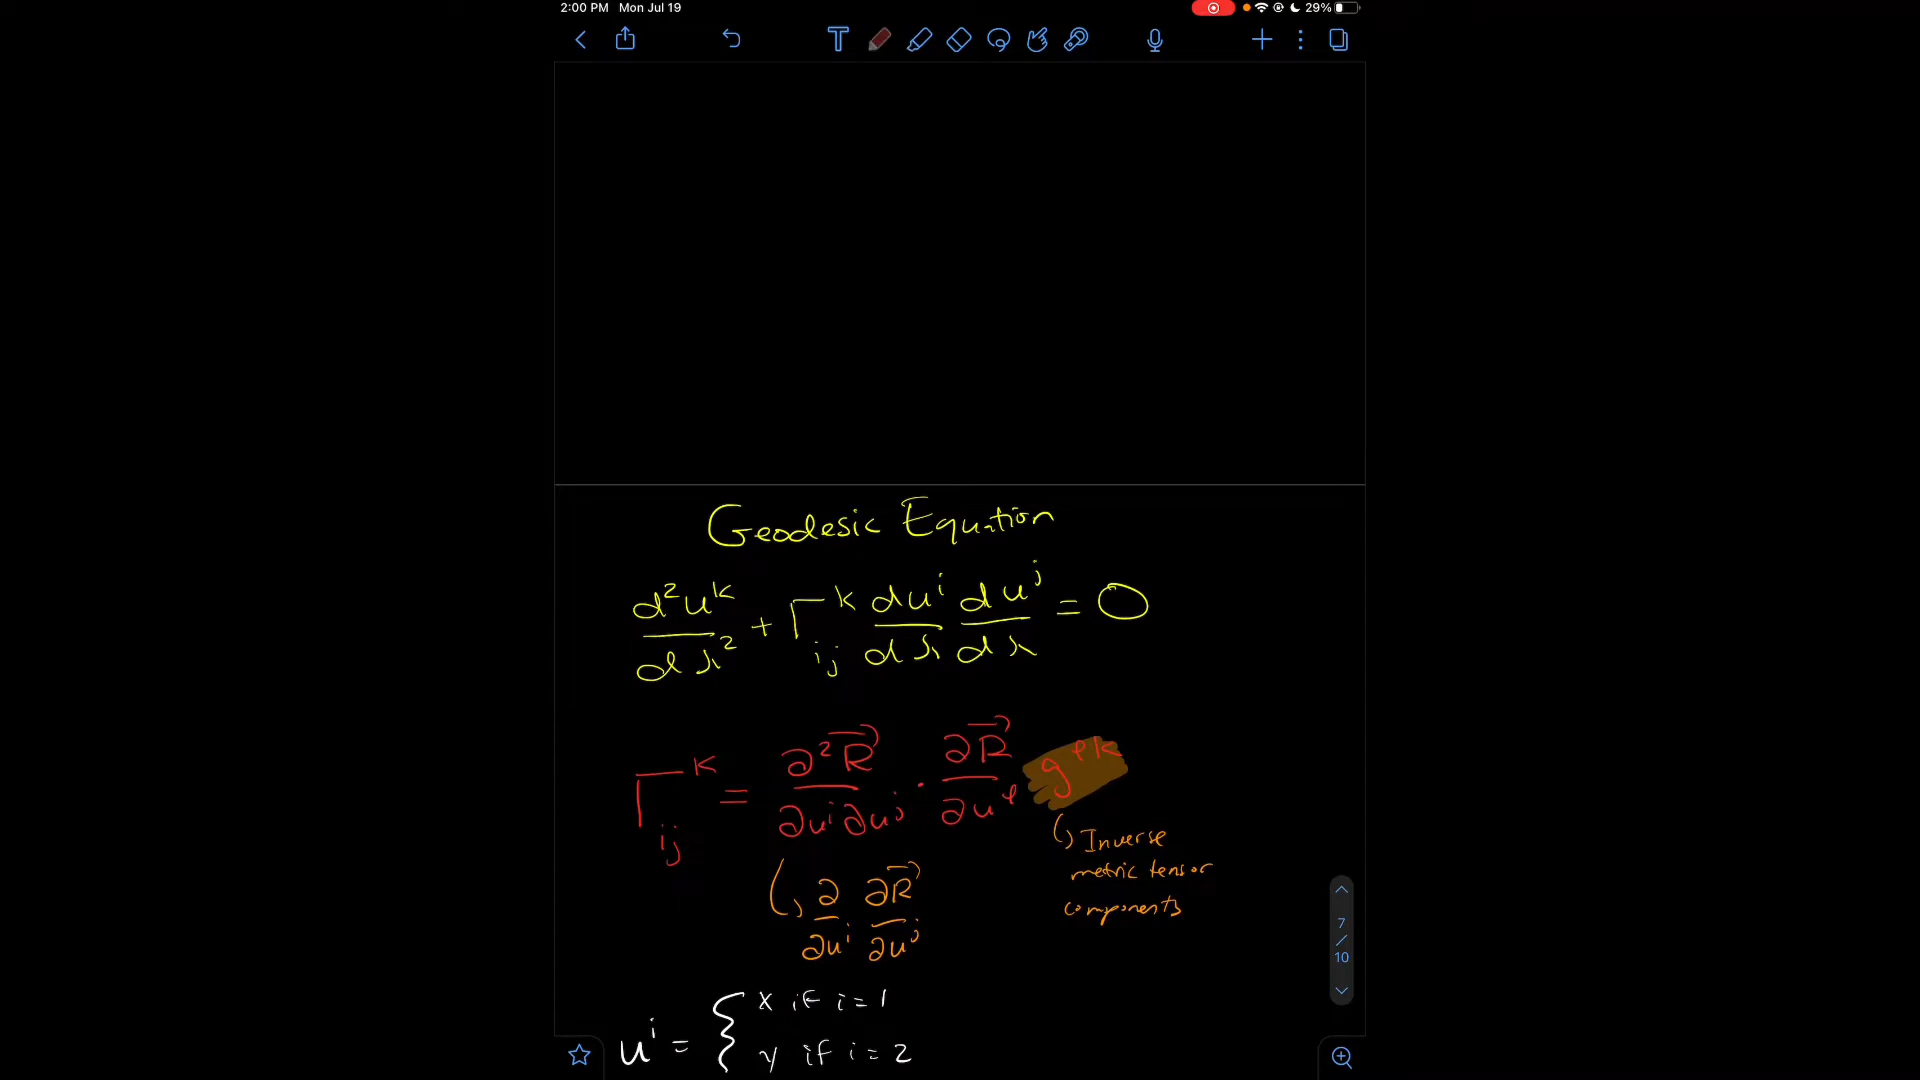 2:00 PM Mon Jul 19 29%
T
Geodesic Equation
d²uᵏ/dλ² + Γᵏᵢⱼ duⁱ/dλ duʲ/dλ = 0
Γᵏᵢⱼ = ∂²R⃗/∂uⁱ∂uʲ · ∂R⃗/∂uˡ gˡᵏ
Inverse
metric tensor
components
∂/∂uⁱ ∂R⃗/∂uʲ
7
/
10
uⁱ = { x if i = 1
y if i = 2